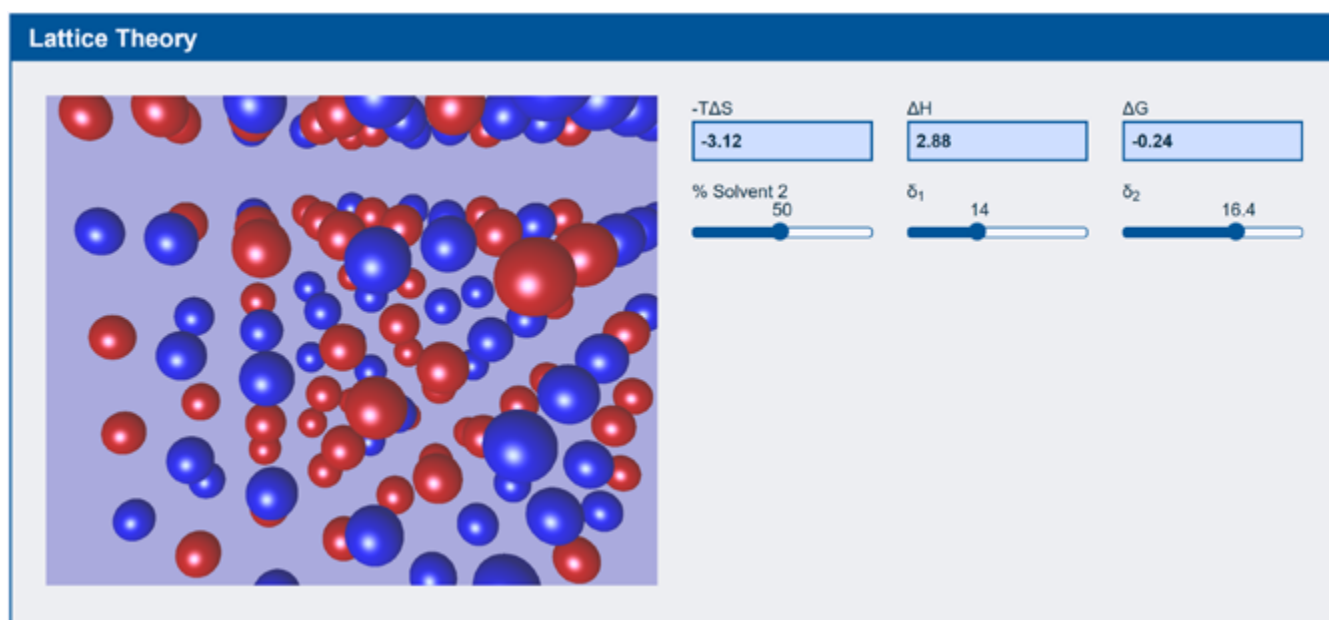 Lattice Theory
-TΔS ΔH ΔG
-3.12 2.88 -0.24
% Solvent 2 δ₁ δ₂
50 14 16.4